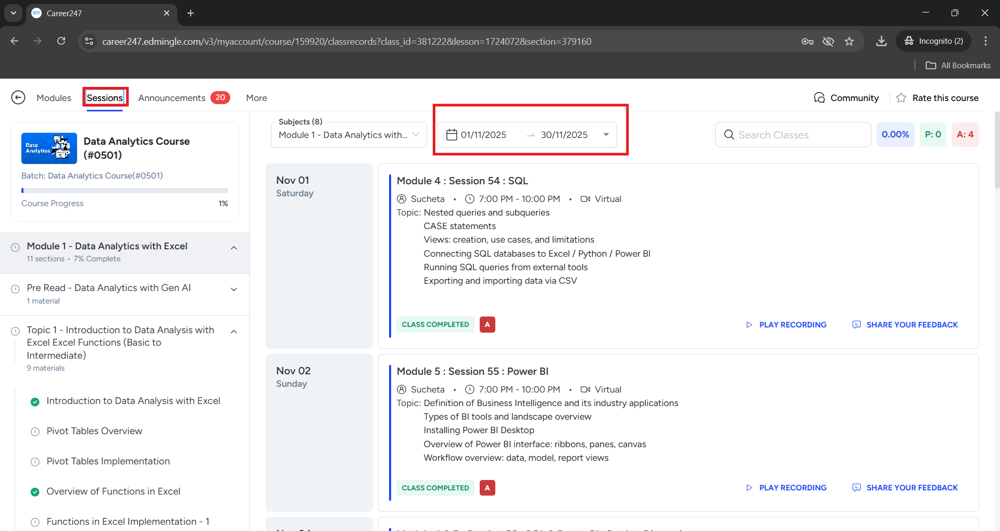 Career247
career247.edmingle.com/v3/myaccount/course/159920/classrecords?class_id=381222&lesson=1724072&section=379160
Incognito (2)
All Bookmarks
Modules
Sessions
Announcements 20
More
Community
Rate this course
Data Analytics
Data Analytics Course (#0501)
Batch: Data Analytics Course(#0501)
Course Progress 1%
Module 1 - Data Analytics with Excel
11 sections • 7% Complete
Pre Read - Data Analytics with Gen AI
1 material
Topic 1 - Introduction to Data Analysis with
Excel Excel Functions (Basic to
Intermediate)
9 materials
Introduction to Data Analysis with Excel
Pivot Tables Overview
Pivot Tables Implementation
Overview of Functions in Excel
Functions in Excel Implementation - 1
Subjects (8)
Module 1 - Data Analytics with...
01/11/2025 → 30/11/2025
Search Classes
0.00%
P: 0
A: 4
Nov 01
Saturday
Module 4 : Session 54 : SQL
Sucheta • 7:00 PM - 10:00 PM • Virtual
Topic: Nested queries and subqueries
CASE statements
Views: creation, use cases, and limitations
Connecting SQL databases to Excel / Python / Power BI
Running SQL queries from external tools
Exporting and importing data via CSV
CLASS COMPLETED A
PLAY RECORDING
SHARE YOUR FEEDBACK
Nov 02
Sunday
Module 5 : Session 55 : Power BI
Sucheta • 7:00 PM - 10:00 PM • Virtual
Topic: Definition of Business Intelligence and its industry applications
Types of BI tools and landscape overview
Installing Power BI Desktop
Overview of Power BI interface: ribbons, panes, canvas
Workflow overview: data, model, report views
CLASS COMPLETED A
PLAY RECORDING
SHARE YOUR FEEDBACK